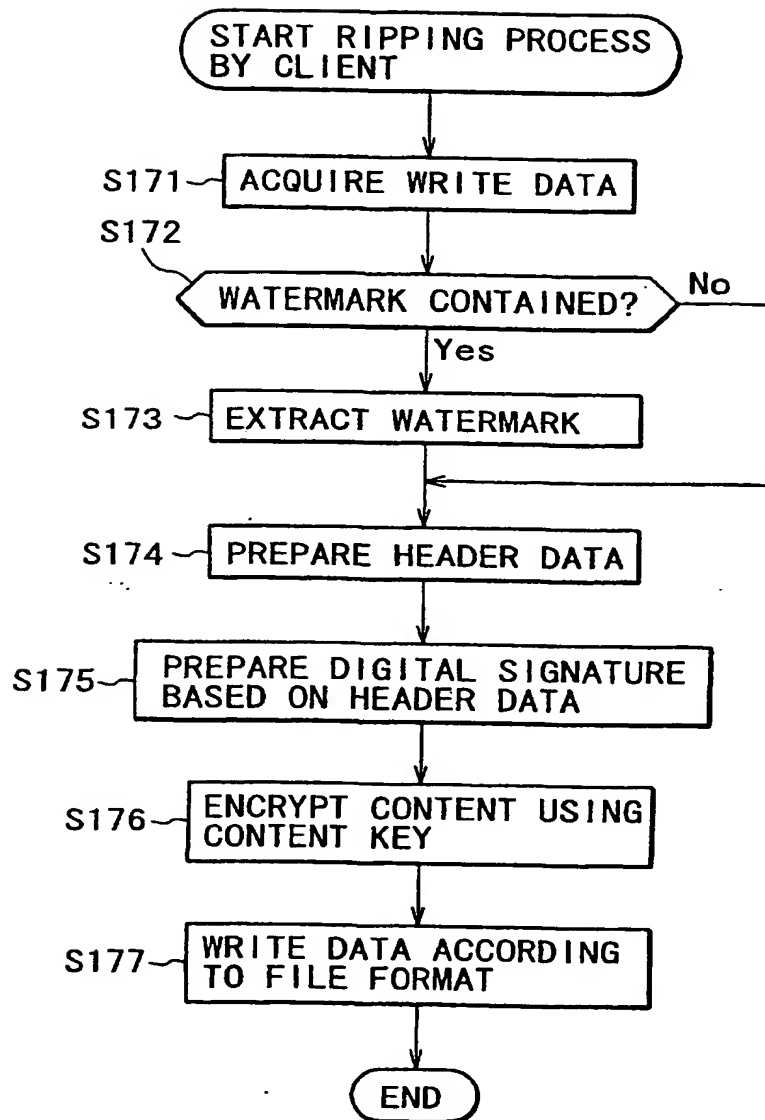 START RIPPING PROCESS
BY CLIENT
S171
ACQUIRE WRITE DATA
S172
WATERMARK CONTAINED?
No
Yes
S173
EXTRACT WATERMARK
S174
PREPARE HEADER DATA
S175
PREPARE DIGITAL SIGNATURE
BASED ON HEADER DATA
S176
ENCRYPT CONTENT USING
CONTENT KEY
S177
WRITE DATA ACCORDING
TO FILE FORMAT
END